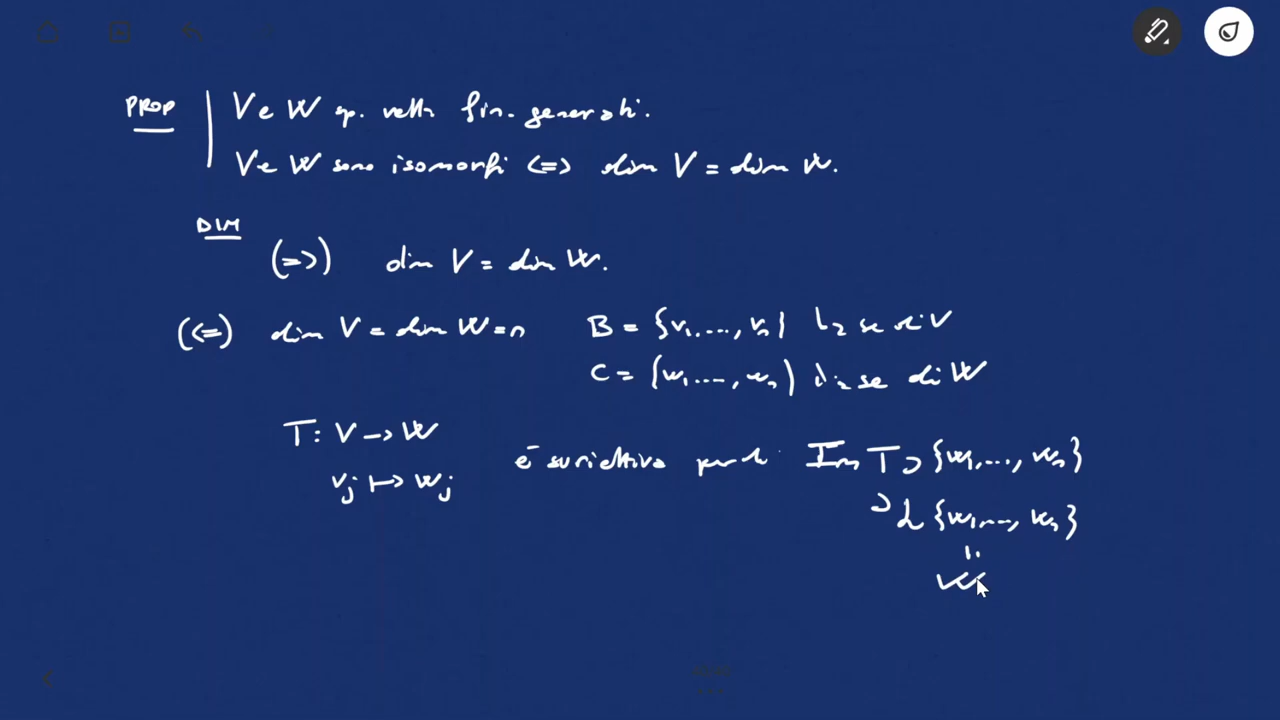 PROP V e W sp. vett. fin. generati.
V e W sono isomorfi <=> dim V = dim W.
DIM
(=>) dim V = dim W.
(<=) dim V = dim W = n B = {v1,...,vn} base di V
C = {w1,...,wn} base di W
T: V -> W è suriettiva perché Im T ⊃ {w1,...,wn}
vj ↦ wj ⊃ L {w1,...,wn}
W